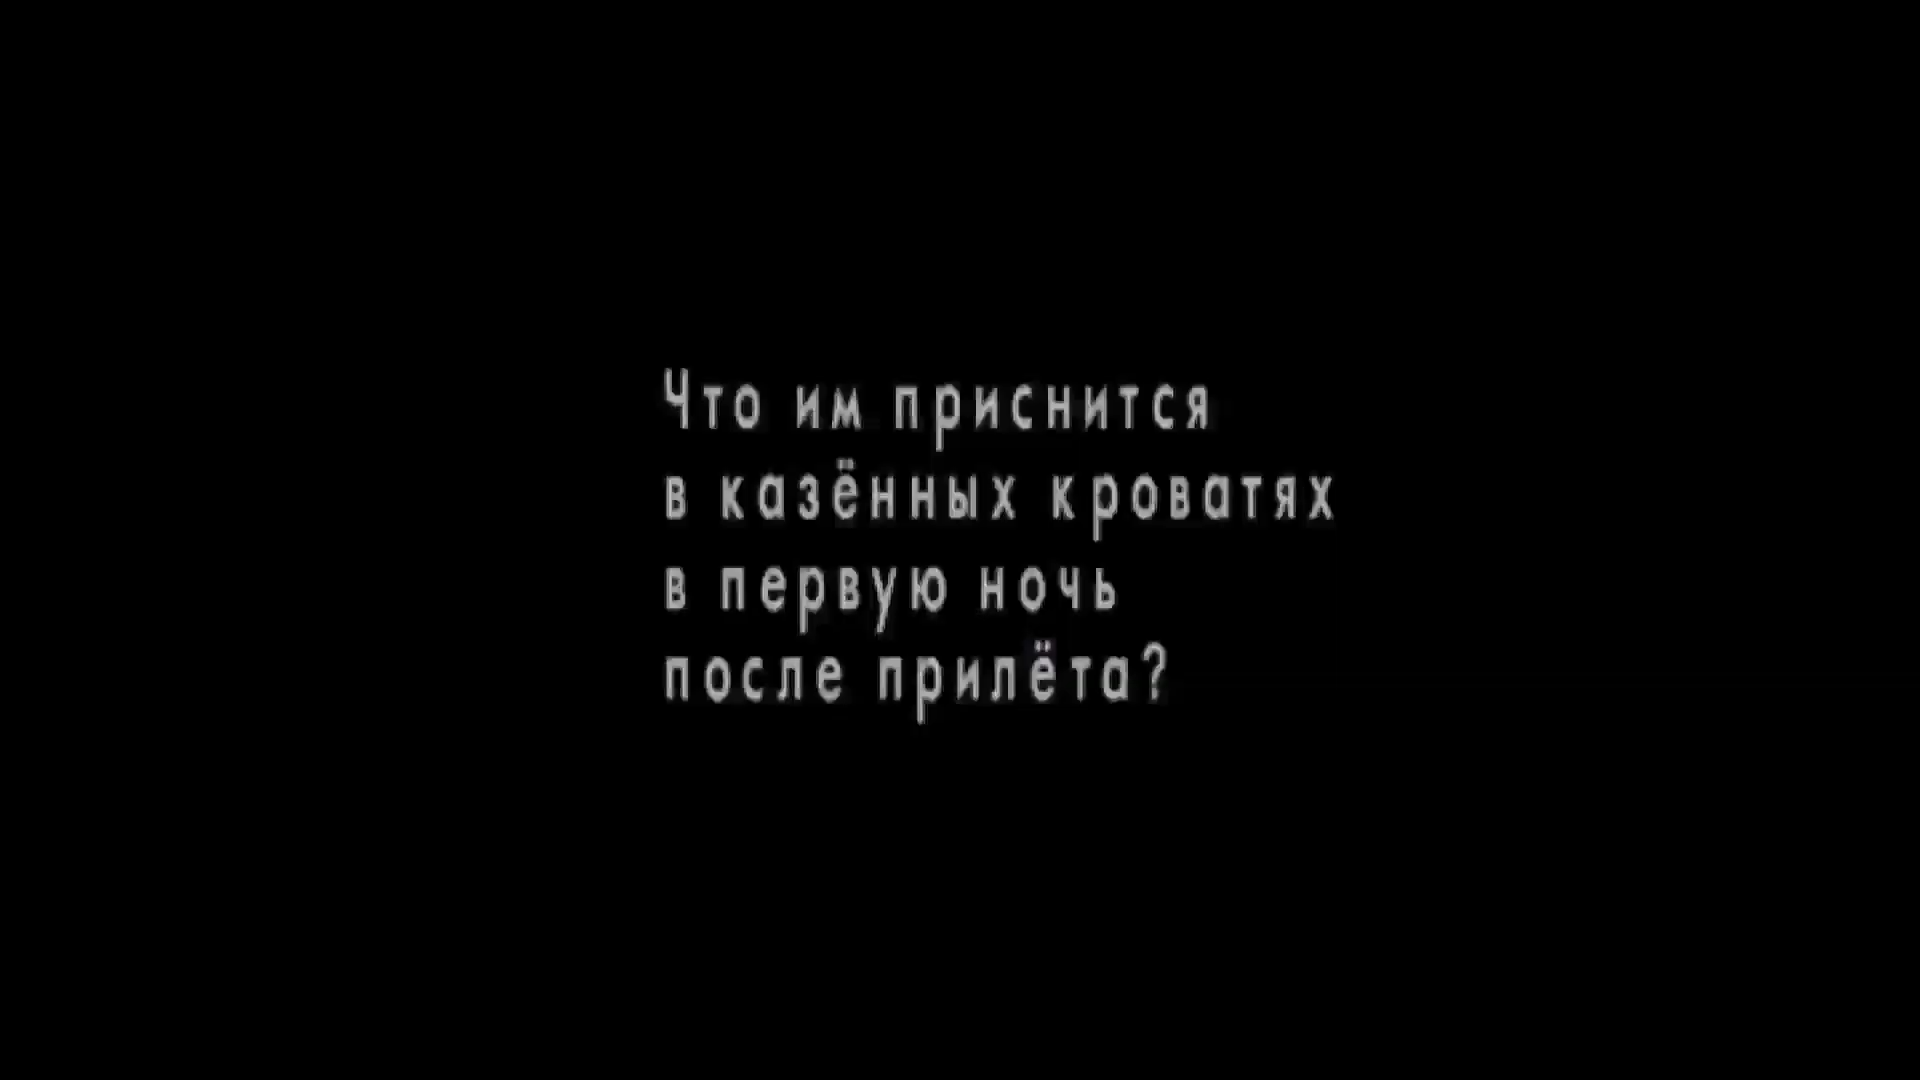 Что им приснится
в казённых кроватях
в первую ночь
после прилёта?